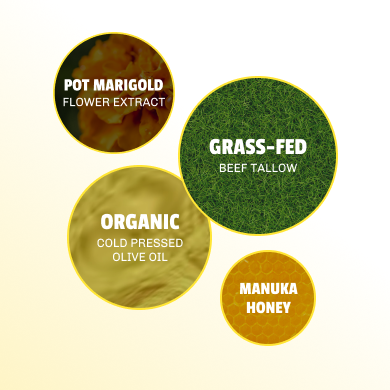 POT MARIGOLD
FLOWER EXTRACT
GRASS-FED
BEEF TALLOW
ORGANIC
COLD PRESSED
OLIVE OIL
MANUKA
HONEY